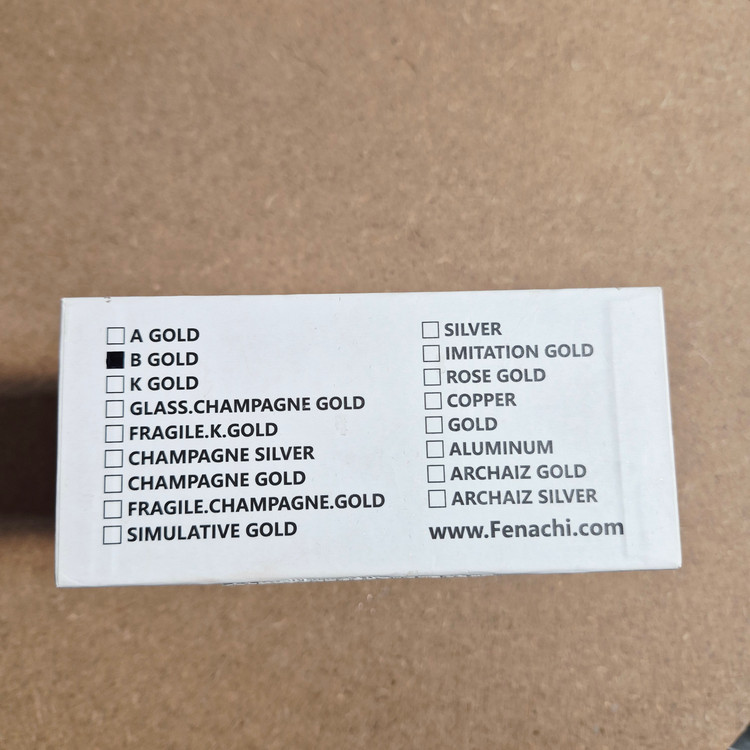 ☐ A GOLD
■ B GOLD
☐ K GOLD
☐ GLASS.CHAMPAGNE GOLD
☐ FRAGILE.K.GOLD
☐ CHAMPAGNE SILVER
☐ CHAMPAGNE GOLD
☐ FRAGILE.CHAMPAGNE.GOLD
☐ SIMULATIVE GOLD
☐ SILVER
☐ IMITATION GOLD
☐ ROSE GOLD
☐ COPPER
☐ GOLD
☐ ALUMINUM
☐ ARCHAIZ GOLD
☐ ARCHAIZ SILVER
www.Fenachi.com